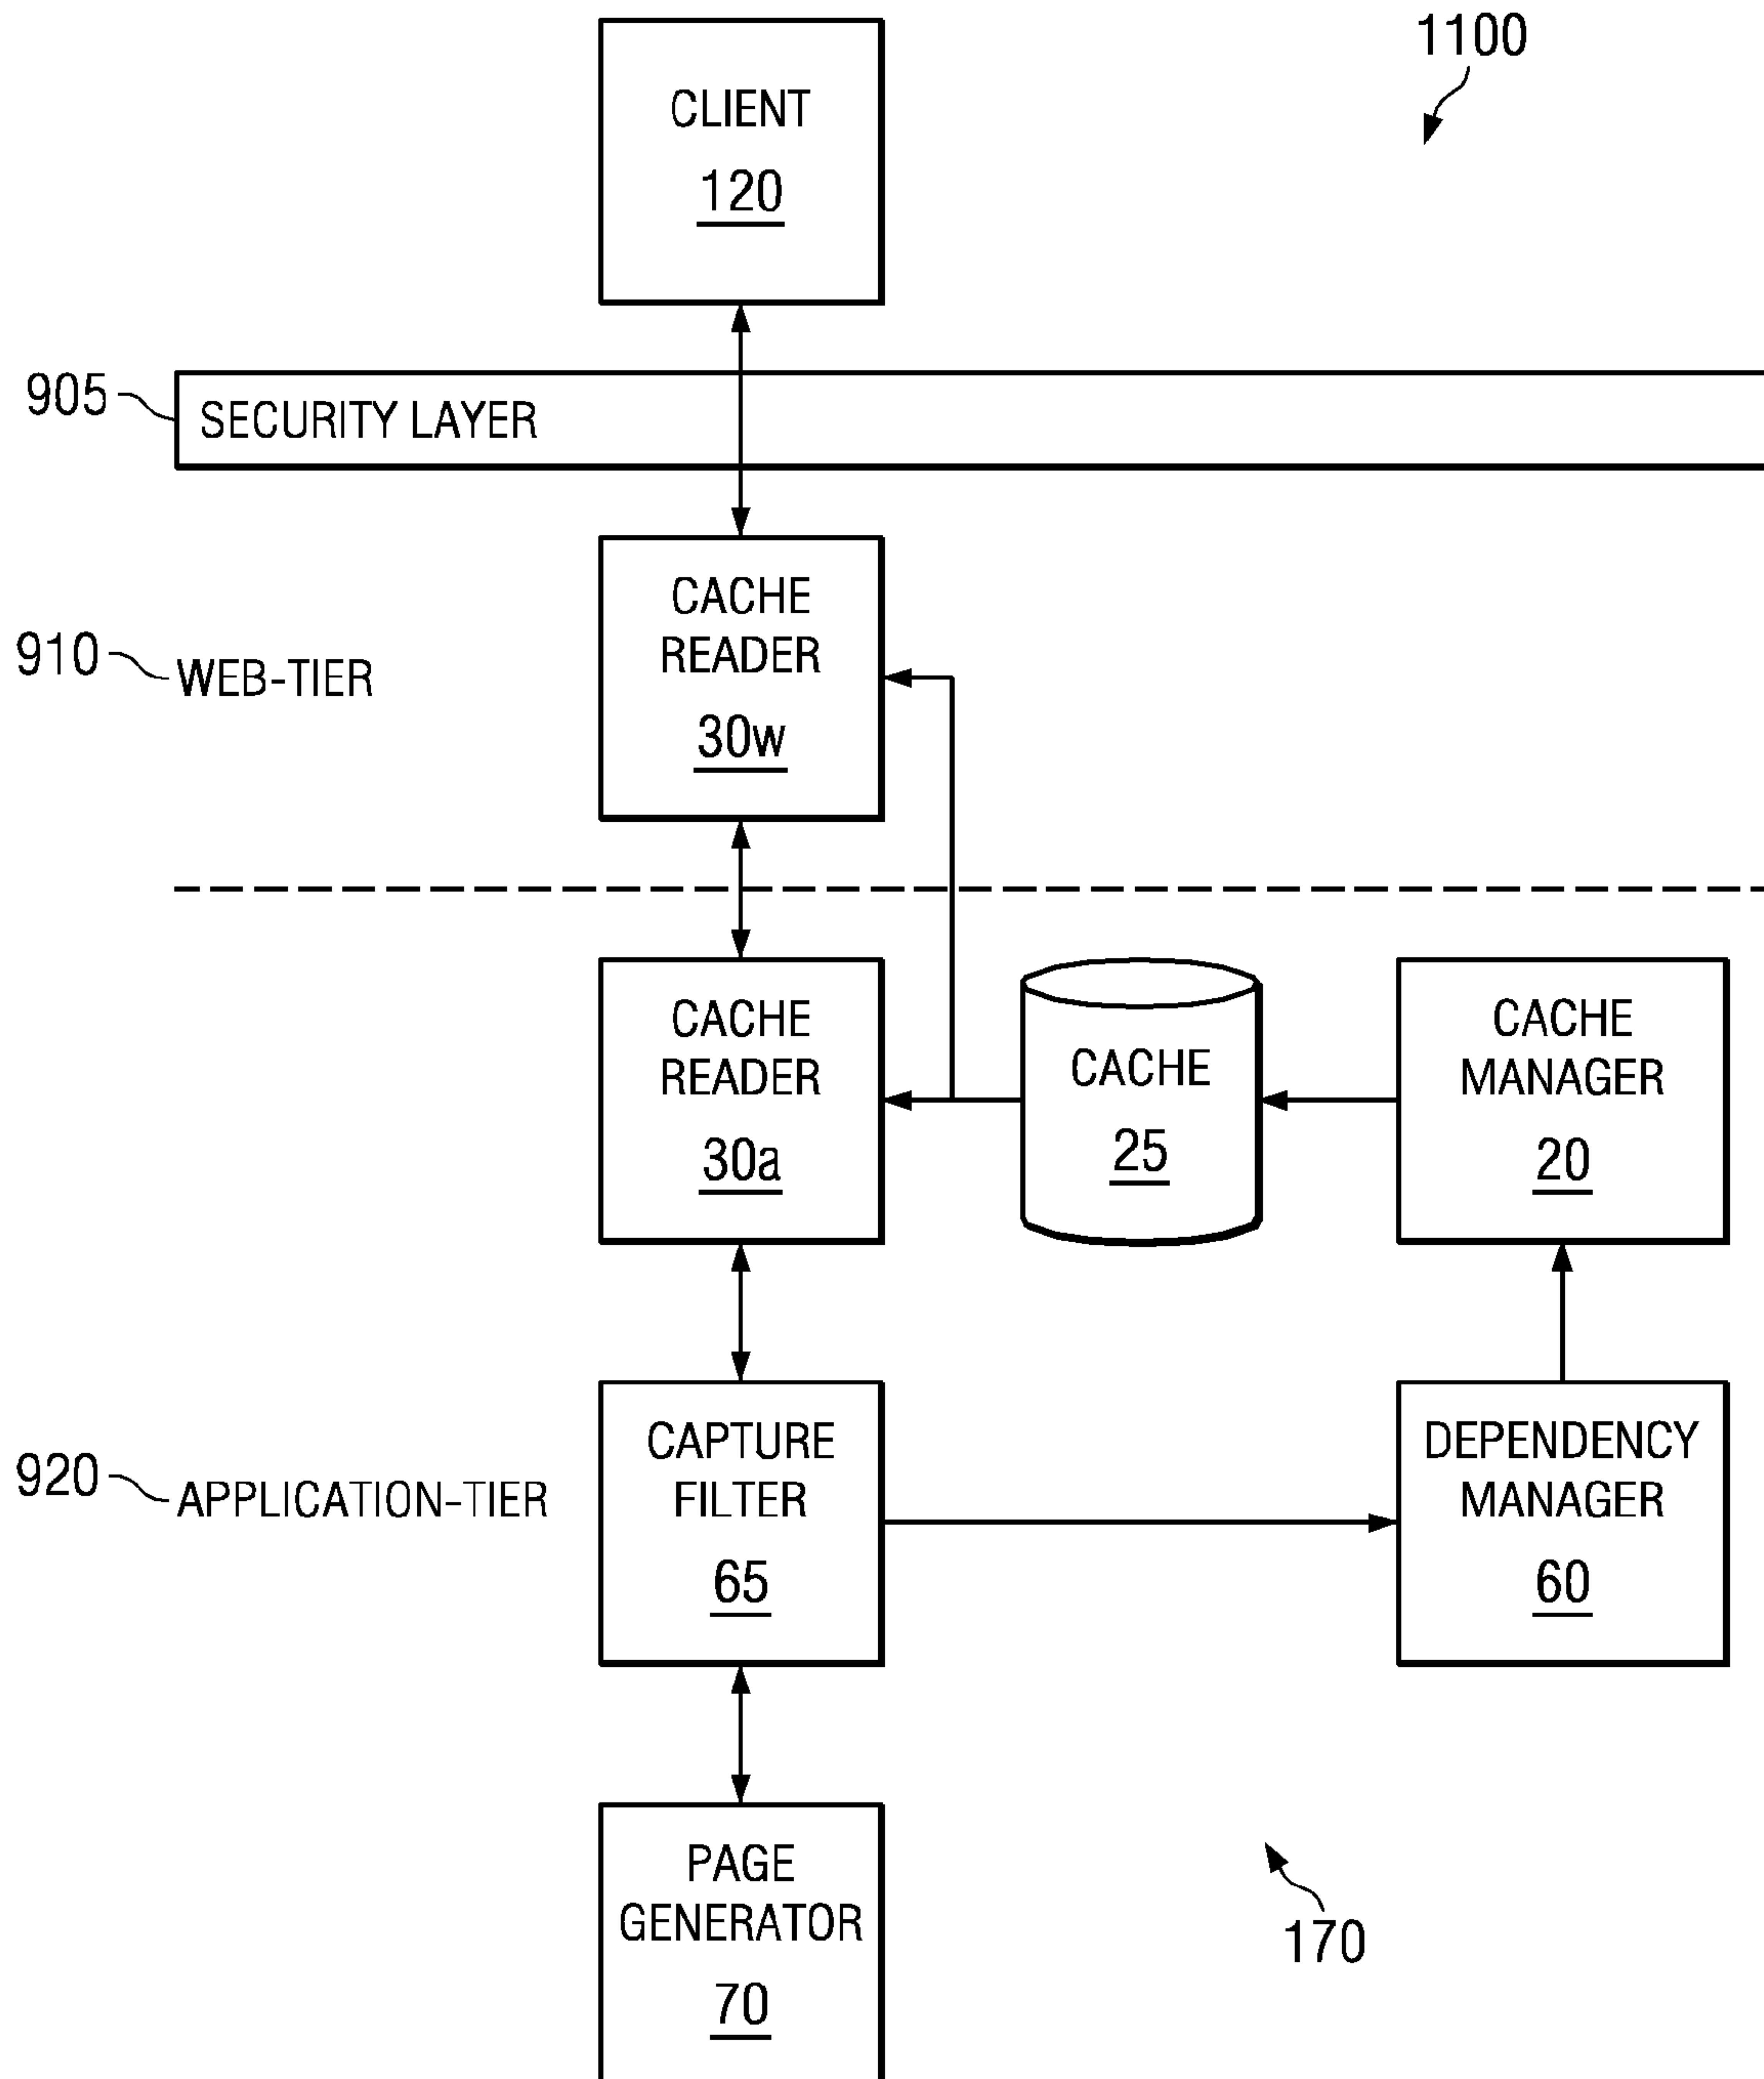 1100
CLIENT
120
905
SECURITY LAYER
CACHE
READER
30w
910
WEB-TIER
CACHE
READER
30a
CACHE
25
CACHE
MANAGER
20
CAPTURE
FILTER
65
DEPENDENCY
MANAGER
60
920
APPLICATION-TIER
PAGE
GENERATOR
70
170